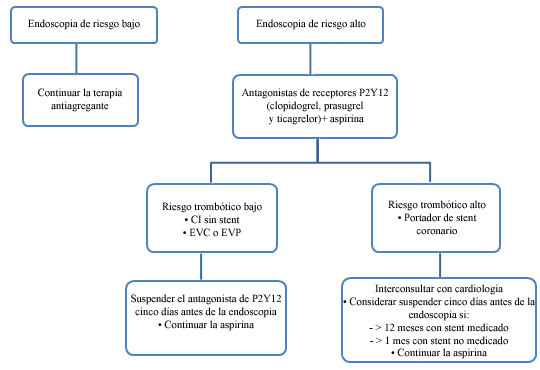 Endoscopia de riesgo bajo
Endoscopia de riesgo alto
Continuar la terapia
antiagregante
Antagonistas de receptores P2Y12
(clopidogrel, prasugrel
y ticagrelor)+ aspirina
Riesgo trombótico bajo
• CI sin stent
• EVC o EVP
Riesgo trombótico alto
• Portador de stent
coronario
Suspender el antagonista de P2Y12
cinco días antes de la endoscopia
• Continuar la aspirina
Interconsultar con cardiología
• Considerar suspender cinco días antes de la
endoscopia si:
- > 12 meses con stent medicado
- > 1 mes con stent no medicado
• Continuar la aspirina